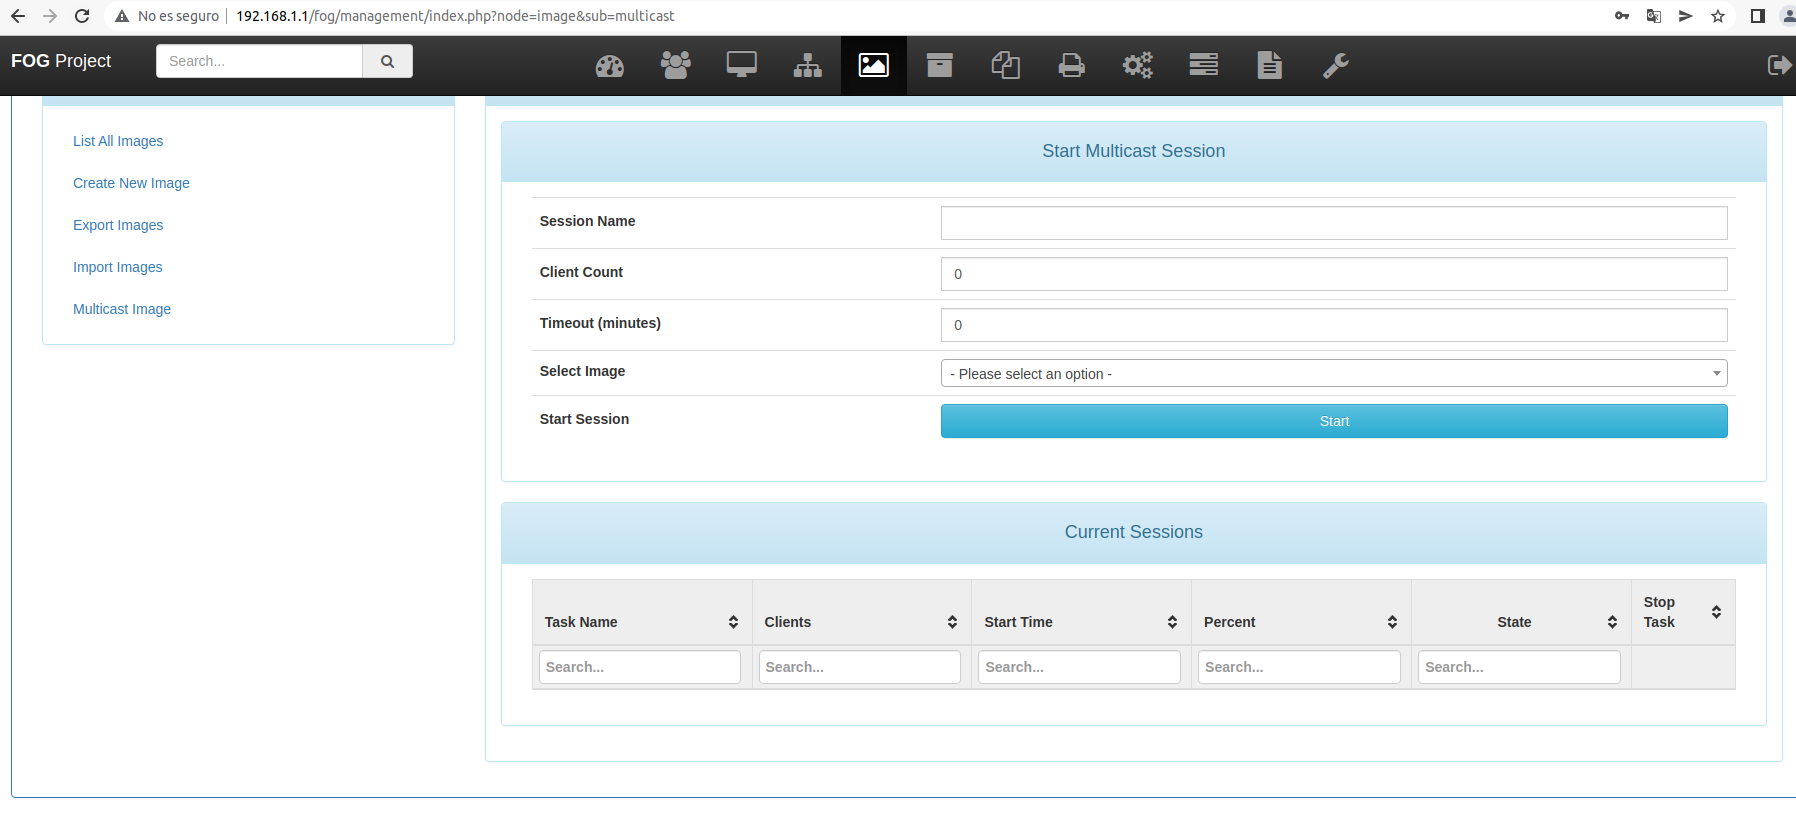 No es seguro
192.168.1.1/fog/management/index.php?node=image&sub=multicast
FOG Project
Search...
List All Images
Create New Image
Export Images
Import Images
Multicast Image
Start Multicast Session
Session Name
Client Count
0
Timeout (minutes)
0
Select Image
- Please select an option -
Start Session
Start
Current Sessions
Task Name
Clients
Start Time
Percent
State
Stop
Task
Search...
Search...
Search...
Search...
Search...